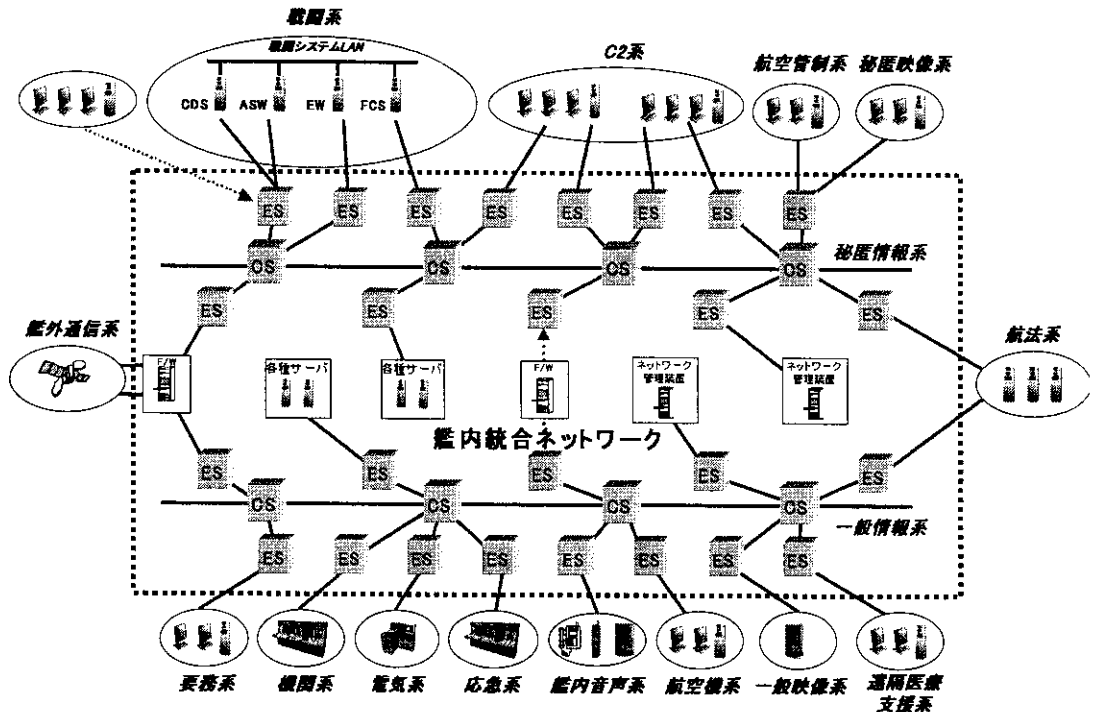 戦闘系
戦闘システムLAN
CDS ASW EW FCS
C2系
航空管制系 秘匿映像系
ES ES ES ES ES ES ES ES
CS CS CS CS
秘匿情報系
ES ES ES ES ES
艦外通信系
F/W
各種サーバ
各種サーバ
F/W
ネットワーク
管理装置
ネットワーク
管理装置
航法系
艦内統合ネットワーク
ES ES ES ES ES
CS CS CS CS
一般情報系
ES ES ES ES ES ES ES ES
要務系
機関系
電気系
応急系
艦内音声系
航空機系
一般映像系
遠隔医療
支援系